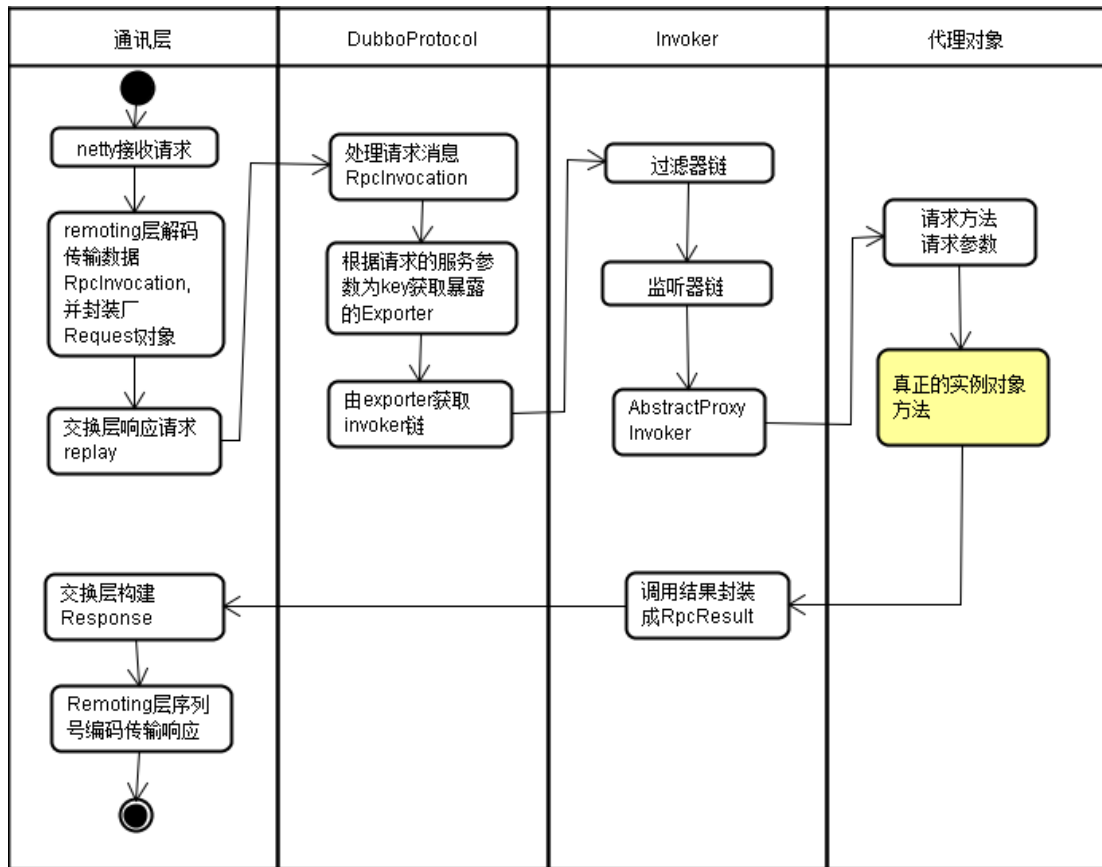 通讯层
DubboProtocol
Invoker
代理对象
netty接收请求
remoting层解码
传输数据
RpcInvocation,
并封装厂
Request对象
交换层响应请求
replay
处理请求消息
RpcInvocation
根据请求的服务参
数为key获取暴露
的Exporter
由exporter获取
invoker链
过滤器链
监听器链
AbstractProxy
Invoker
请求方法
请求参数
真正的实例对象
方法
调用结果封装
成RpcResult
交换层构建
Response
Remoting层序列
号编码传输响应